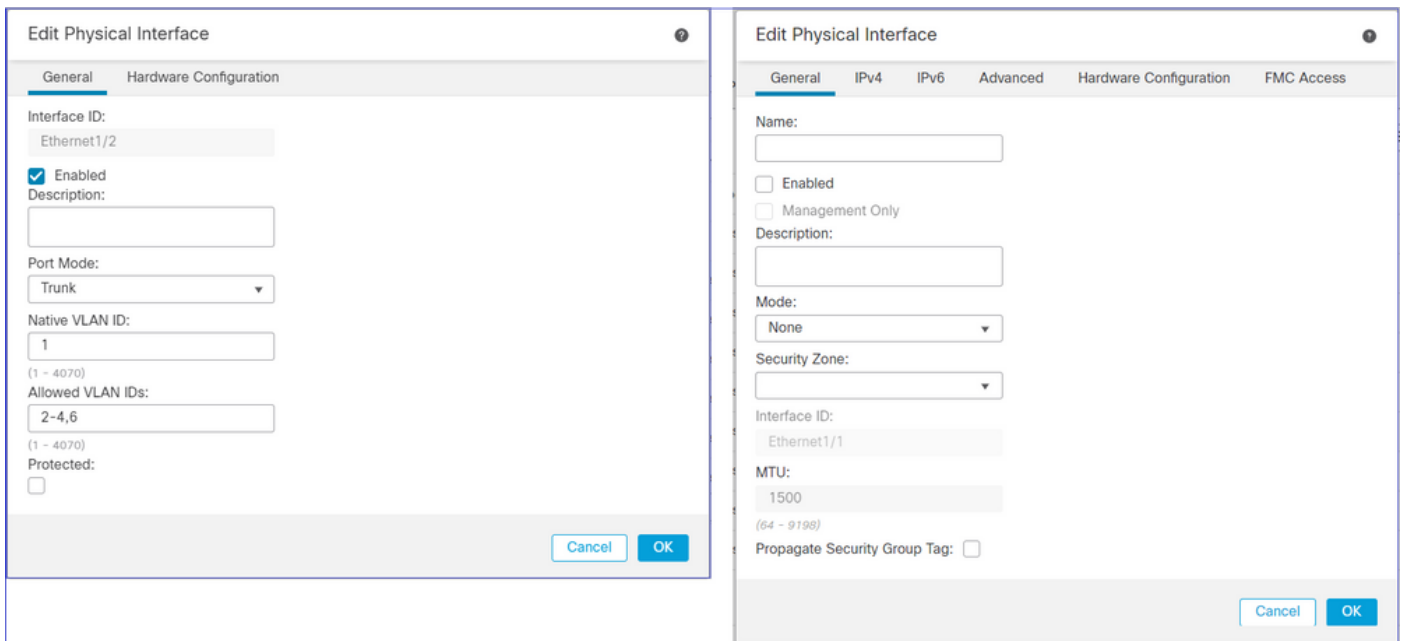 Edit Physical Interface
General Hardware Configuration
Interface ID:
Ethernet1/2
Enabled
Description:
Port Mode:
Trunk
Native VLAN ID:
1
(1 - 4070)
Allowed VLAN IDs:
2-4,6
(1 - 4070)
Protected:
Cancel OK
Edit Physical Interface
General IPv4 IPv6 Advanced Hardware Configuration FMC Access
Name:
Enabled
Management Only
Description:
Mode:
None
Security Zone:
Interface ID:
Ethernet1/1
MTU:
1500
(64 - 9198)
Propagate Security Group Tag:
Cancel OK